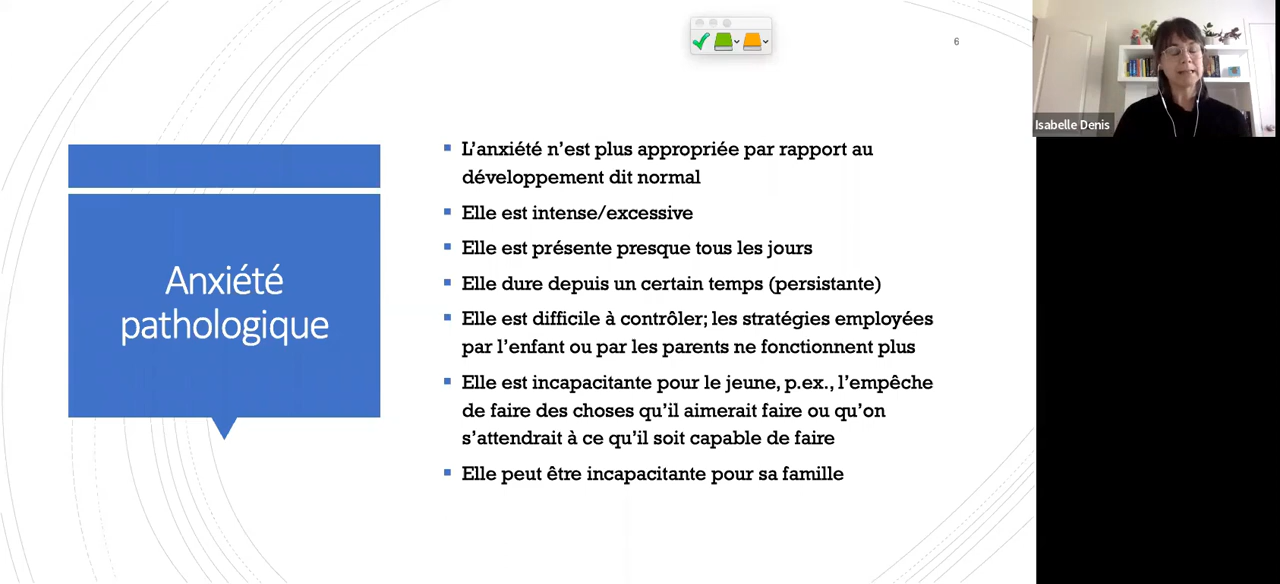 6
Isabelle Denis
Anxiété
pathologique
L’anxiété n’est plus appropriée par rapport au
développement dit normal
Elle est intense/excessive
Elle est présente presque tous les jours
Elle dure depuis un certain temps (persistante)
Elle est difficile à contrôler; les stratégies employées
par l’enfant ou par les parents ne fonctionnent plus
Elle est incapacitante pour le jeune, p.ex., l’empêche
de faire des choses qu’il aimerait faire ou qu’on
s’attendrait à ce qu’il soit capable de faire
Elle peut être incapacitante pour sa famille